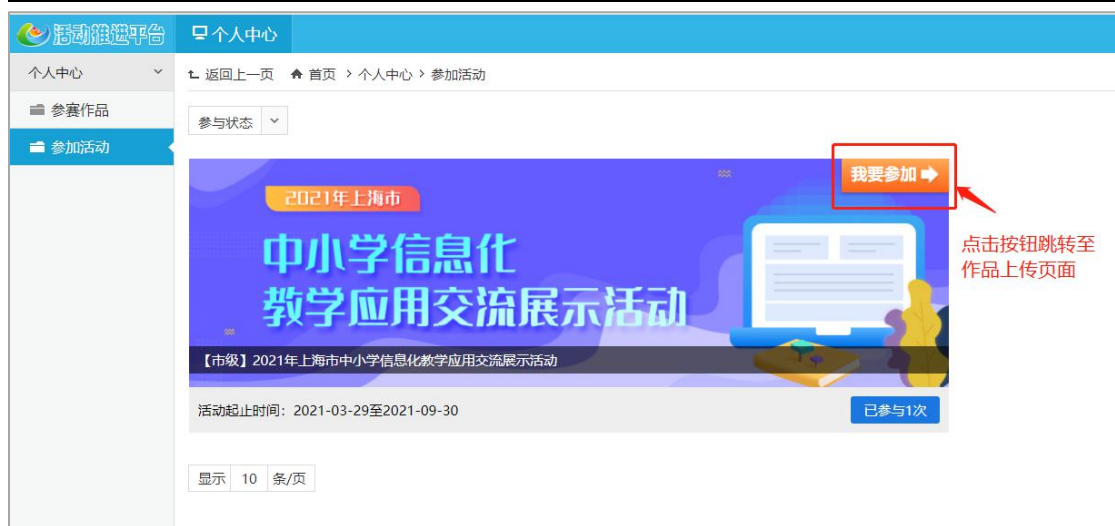 活动推进平台
个人中心
个人中心
返回上一页 首页 > 个人中心 > 参加活动
参赛作品
参与状态
参加活动
我要参加
2021年上海市
中小学信息化
教学应用交流展示活动
点击按钮跳转至
作品上传页面
【市级】2021年上海市中小学信息化教学应用交流展示活动
活动起止时间：2021-03-29至2021-09-30
已参与1次
显示 10 条/页